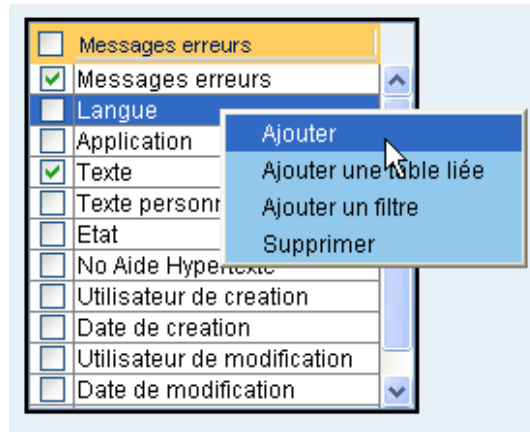 Messages erreurs
Messages erreurs
Langue
Application
Texte
Texte
Etat
No Aide Hypertexte
Utilisateur de creation
Date de creation
Utilisateur de modification
Date de modification
Ajouter
Ajouter une table liée
Ajouter un filtre
Supprimer